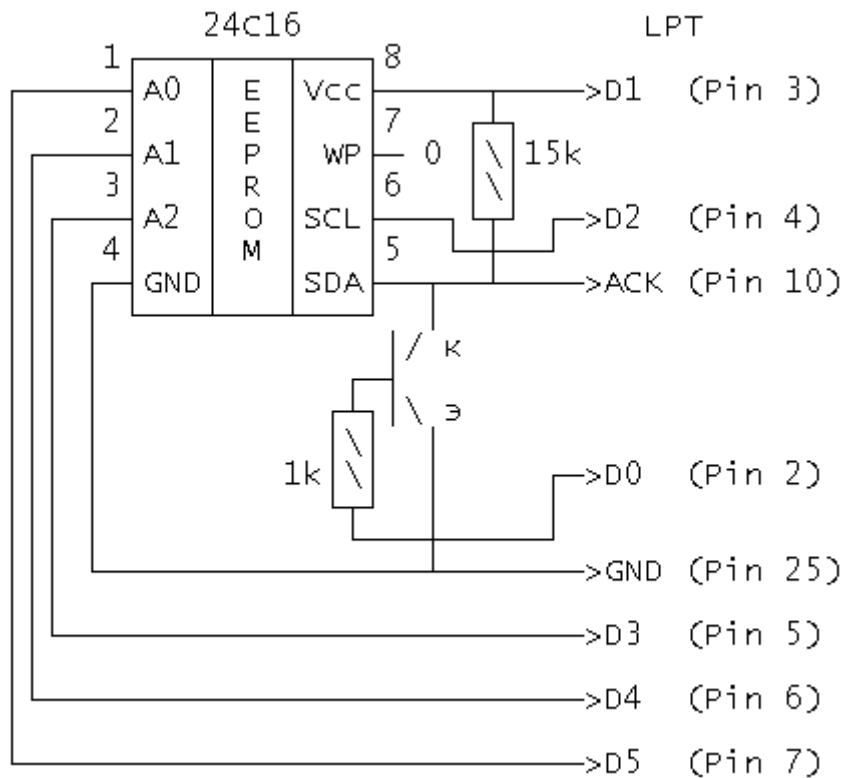 24C16 LPT
1 8
A0 Vcc >D1 (Pin 3)
2 7
A1 WP 0 15k
3 6
A2 SCL >D2 (Pin 4)
4 5
GND SDA >ACK (Pin 10)
EEPROM
к
э
1k >D0 (Pin 2)
>GND (Pin 25)
>D3 (Pin 5)
>D4 (Pin 6)
>D5 (Pin 7)